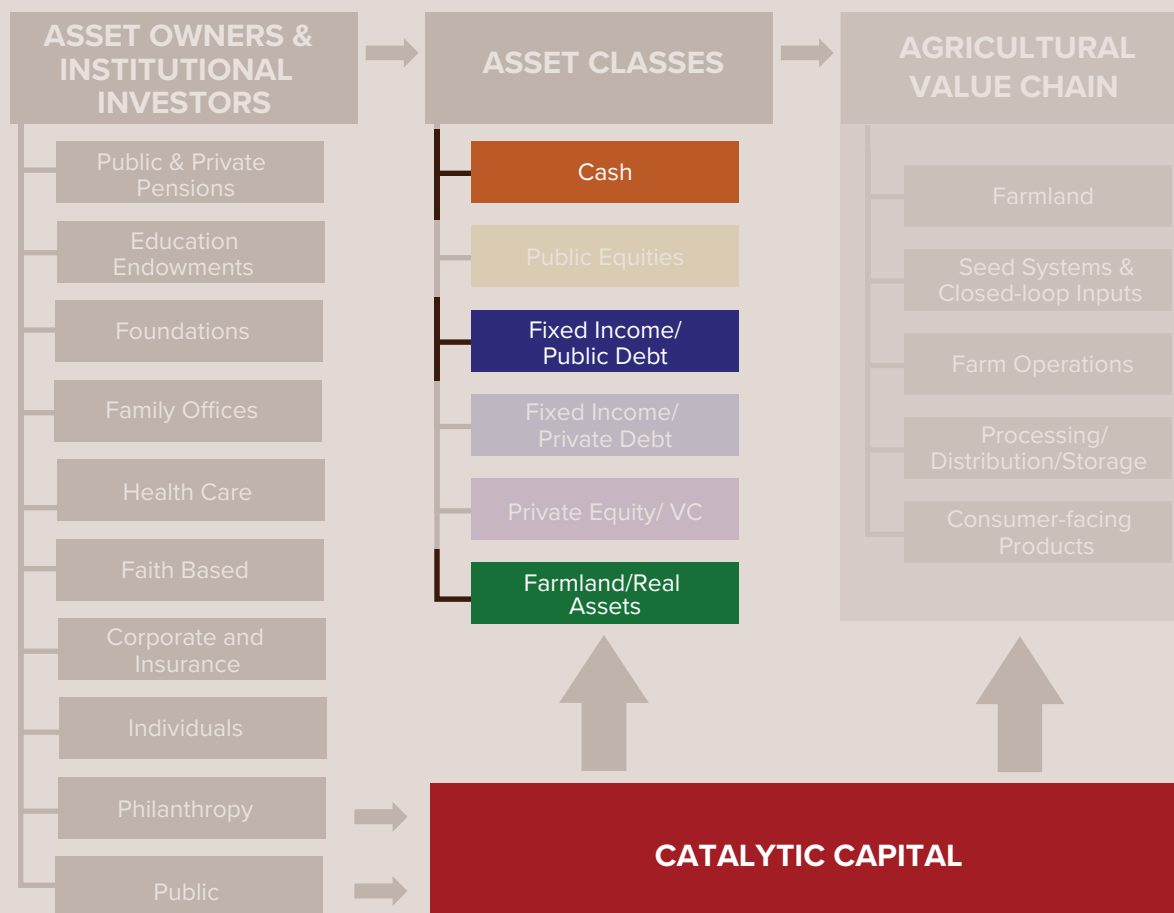 ASSET OWNERS &
INSTITUTIONAL
INVESTORS
Public & Private
Pensions
Education
Endowments
Foundations
Family Offices
Health Care
Faith Based
Corporate and
Insurance
Individuals
Philanthropy
Public
ASSET CLASSES
Cash
Public Equities
Fixed Income/
Public Debt
Fixed Income/
Private Debt
Private Equity/ VC
Farmland/Real
Assets
AGRICULTURAL
VALUE CHAIN
Farmland
Seed Systems &
Closed-loop Inputs
Farm Operations
Processing/
Distribution/Storage
Consumer-facing
Products
CATALYTIC CAPITAL